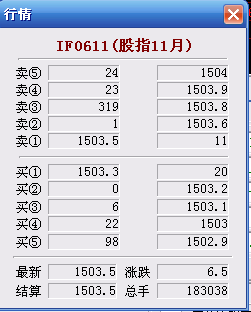 行情
IF0611(股指11月)
卖⑤ 24 1504
卖④ 23 1503.9
卖③ 319 1503.8
卖② 1 1503.6
卖① 1503.5 11
买① 1503.3 20
买② 0 1503.2
买③ 6 1503.1
买④ 22 1503
买⑤ 98 1502.9
最新 1503.5 涨跌 6.5
结算 1503.5 总手 183038